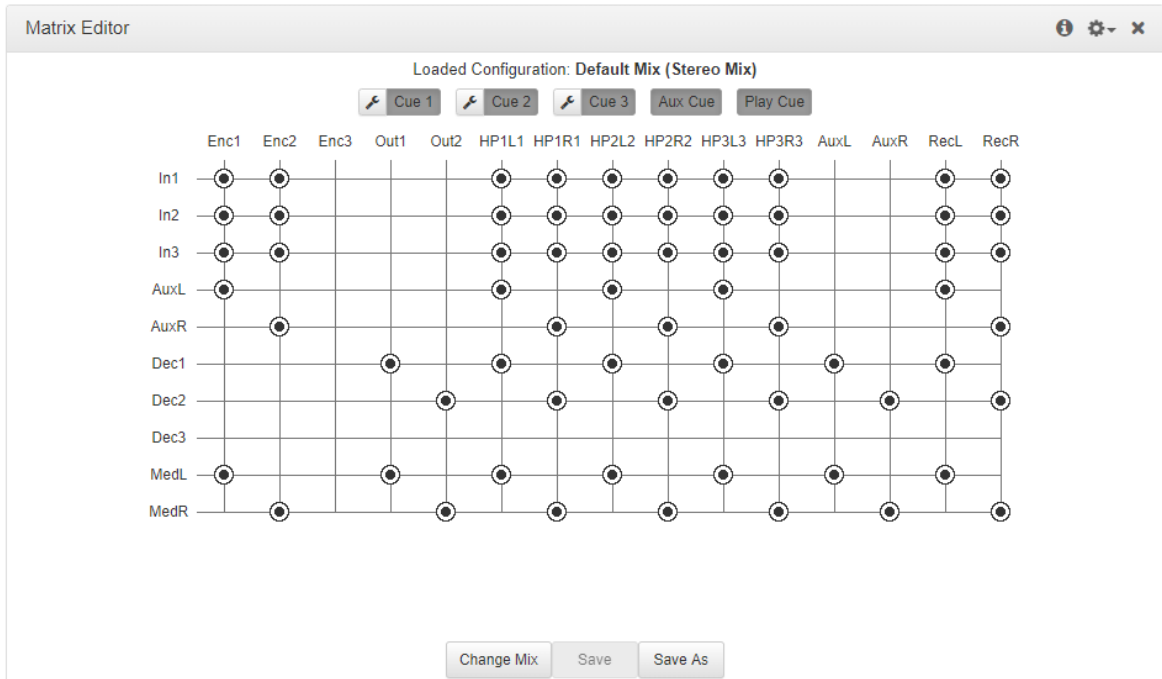 Matrix Editor
Loaded Configuration: Default Mix (Stereo Mix)
Cue 1 Cue 2 Cue 3 Aux Cue Play Cue
Enc1 Enc2 Enc3 Out1 Out2 HP1L1 HP1R1 HP2L2 HP2R2 HP3L3 HP3R3 AuxL AuxR RecL RecR
In1
In2
In3
AuxL
AuxR
Dec1
Dec2
Dec3
MedL
MedR
Change Mix Save Save As